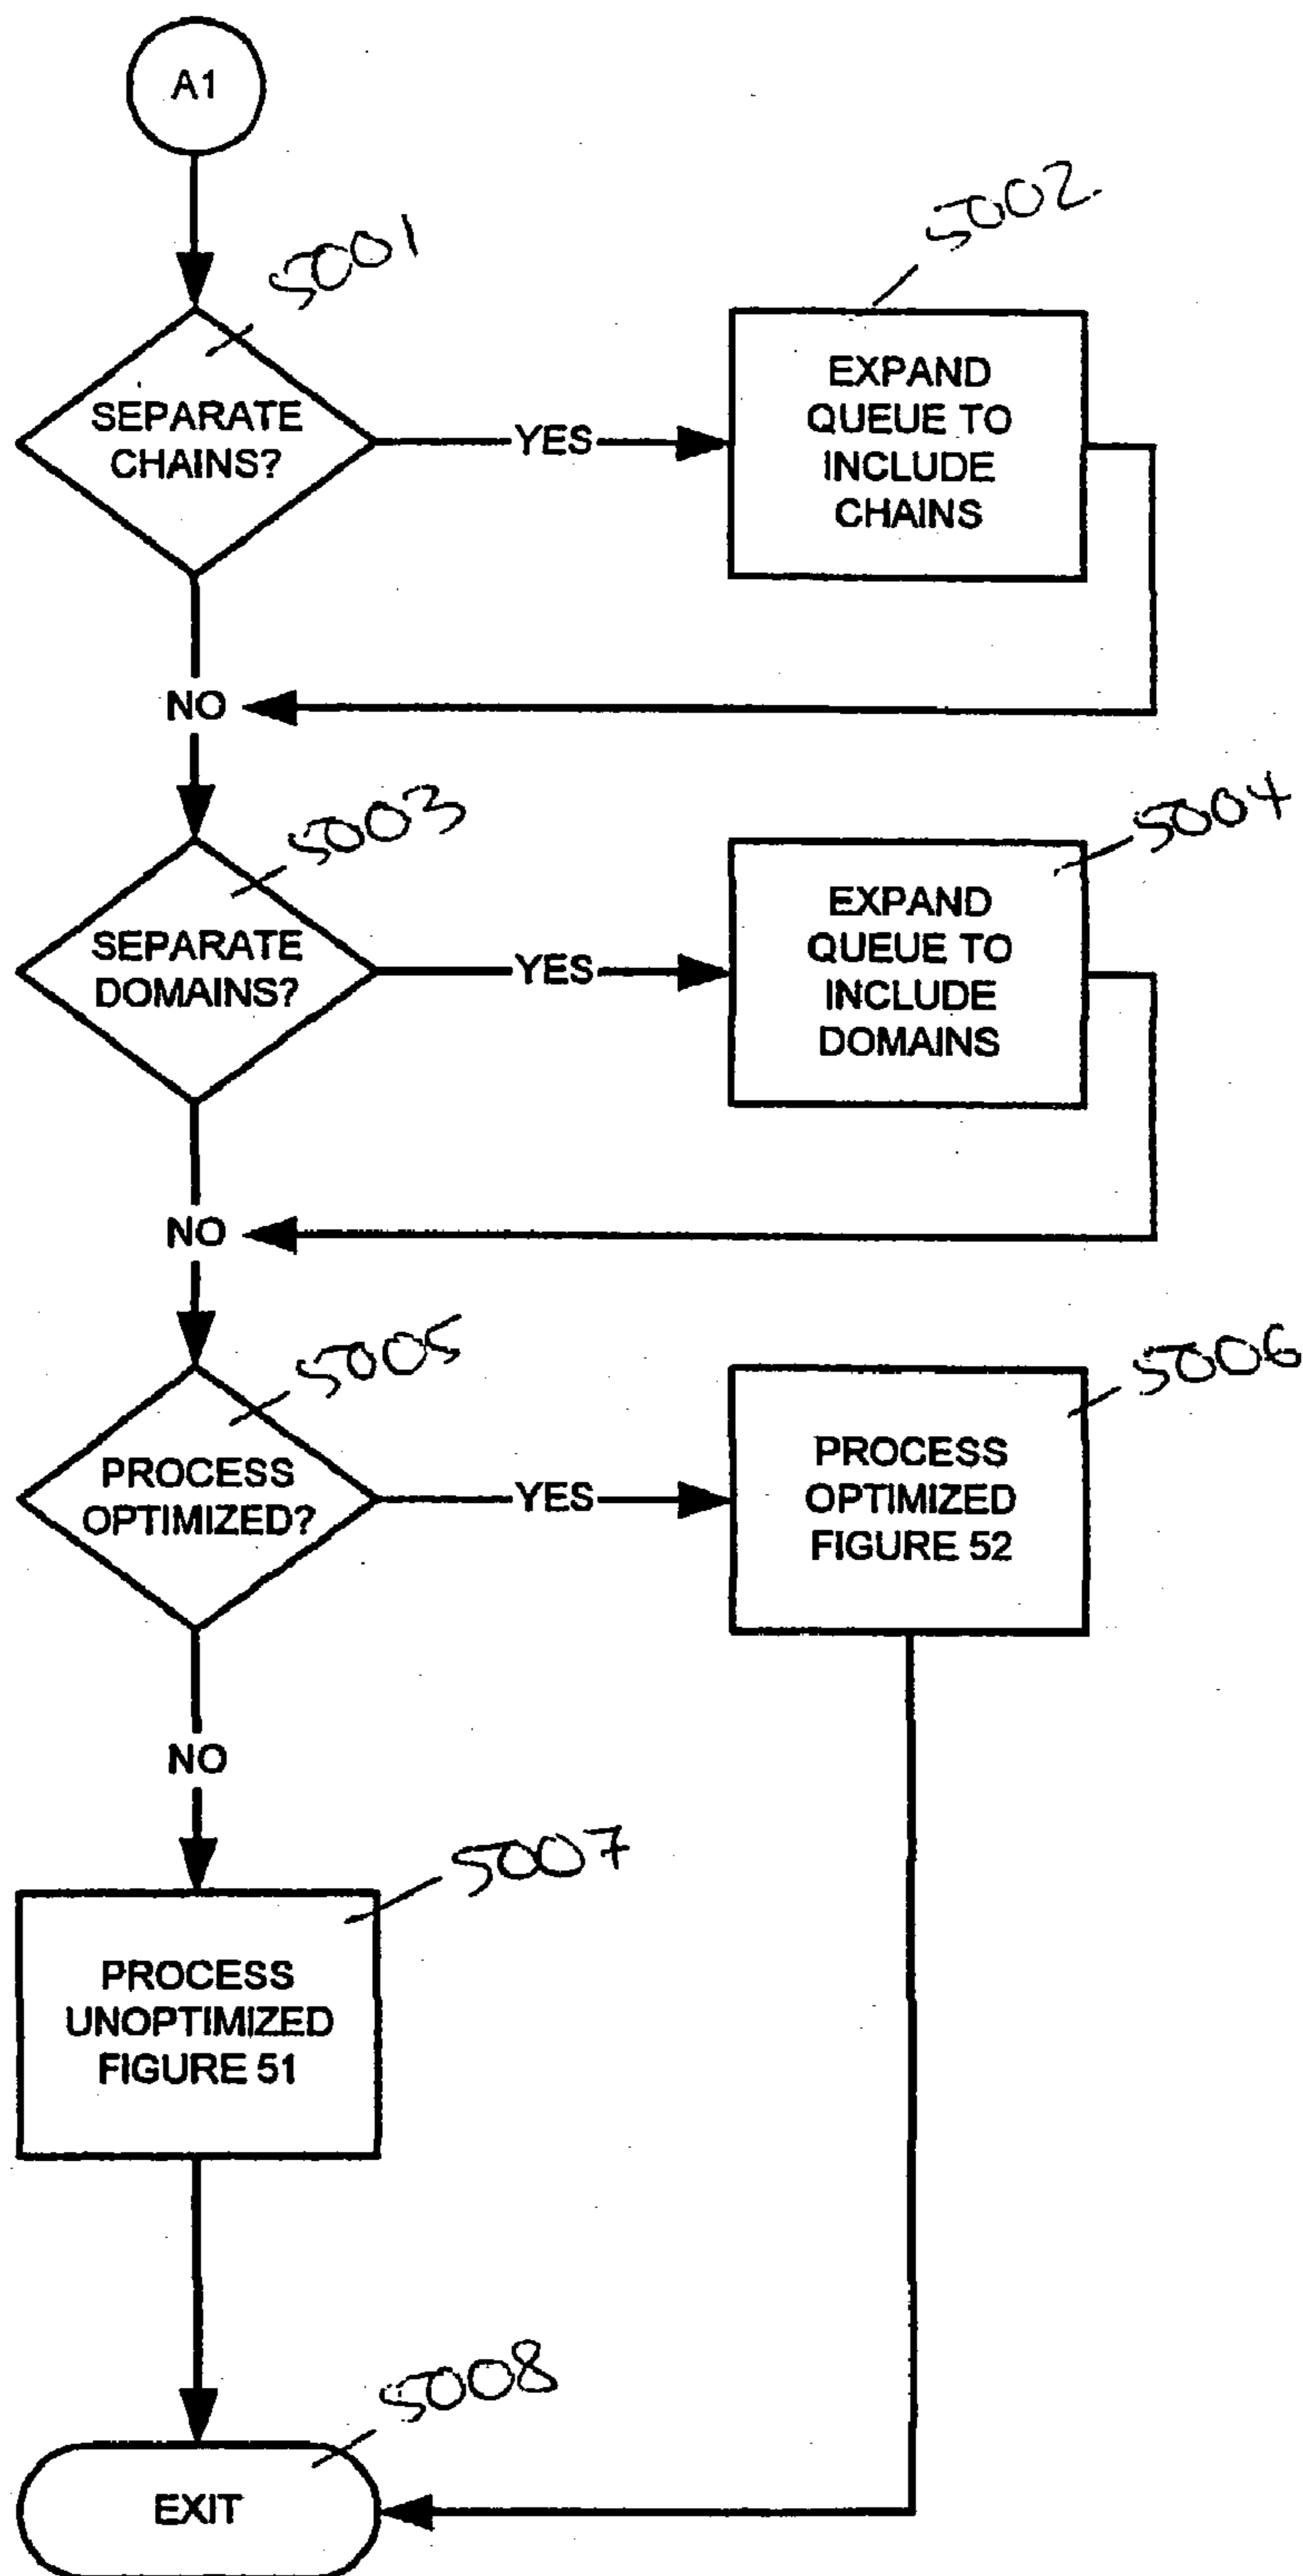 A1
5001
5002
SEPARATE
CHAINS?
YES
EXPAND
QUEUE TO
INCLUDE
CHAINS
NO
5003
5004
SEPARATE
DOMAINS?
YES
EXPAND
QUEUE TO
INCLUDE
DOMAINS
NO
5005
5006
PROCESS
OPTIMIZED?
YES
PROCESS
OPTIMIZED
FIGURE 52
NO
5007
PROCESS
UNOPTIMIZED
FIGURE 51
5008
EXIT